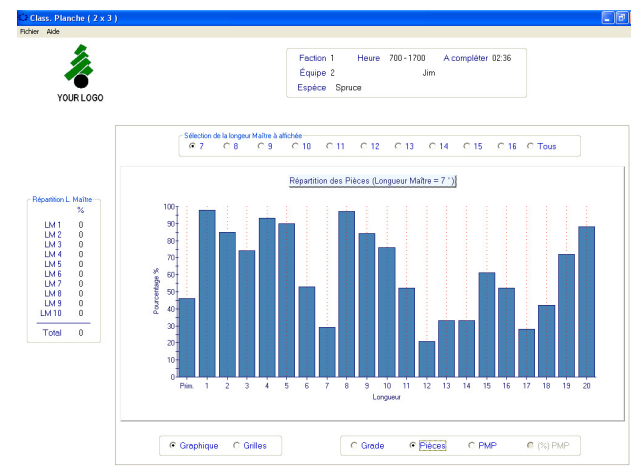 Class. Planche ( 2 x 3 )
Fichier Aide
YOUR LOGO
Faction 1 Heure 700 - 1700 A compléter 02:36
Équipe 2 Jim
Espèce Spruce
Sélection de la longeur Maître à affichée
7 8 9 10 11 12 13 14 15 16 Tous
Répartition des Pièces (Longueur Maître = 7 ')
Répartition L. Maître
%
LM 1 0
LM 2 0
LM 3 0
LM 4 0
LM 5 0
LM 6 0
LM 7 0
LM 8 0
LM 9 0
LM 10 0
Total 0
Pourcentage %
100
90
80
70
60
50
40
30
20
10
0
Prim. 1 2 3 4 5 6 7 8 9 10 11 12 13 14 15 16 17 18 19 20
Longueur
Graphique Grilles Grade Pièces PMP (%) PMP